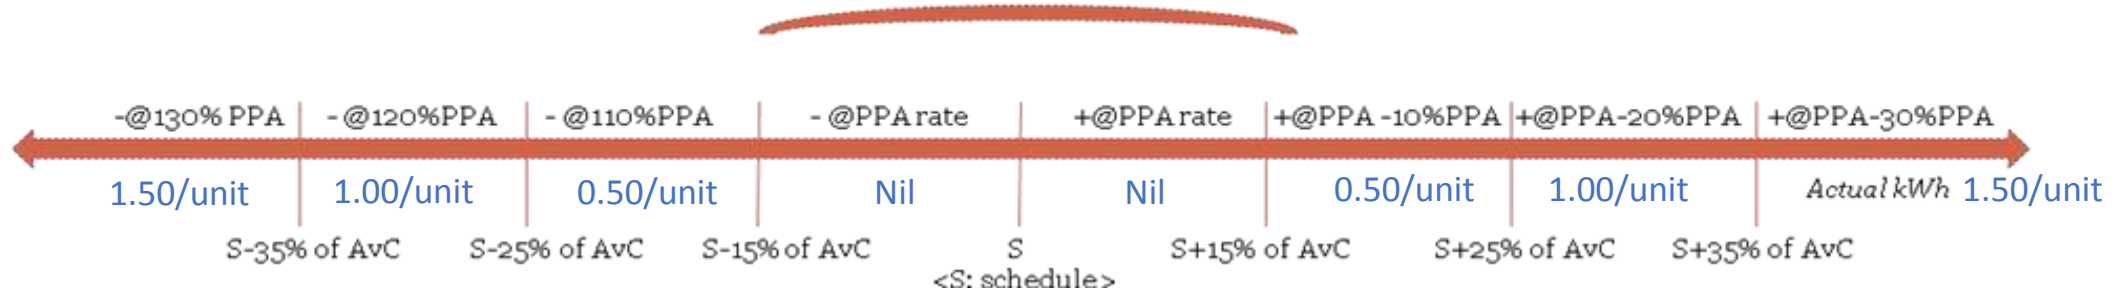 -@130% PPA - @120%PPA - @110%PPA - @PPA rate +@PPA rate +@PPA -10%PPA +@PPA-20%PPA +@PPA-30%PPA
1.50/unit 1.00/unit 0.50/unit Nil Nil 0.50/unit 1.00/unit Actual kWh 1.50/unit
S-35% of AvC S-25% of AvC S-15% of AvC S S+15% of AvC S+25% of AvC S+35% of AvC
<S: schedule>